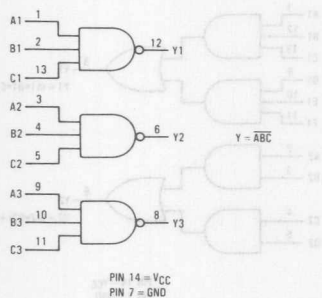 A1 1
B1 2 12 Y1
C1 13
A2 3
B2 4 6 Y2
C2 5
Y = \overline{ABC}
A3 9
B3 10 8 Y3
C3 11
PIN 14 = VCC
PIN 7 = GND